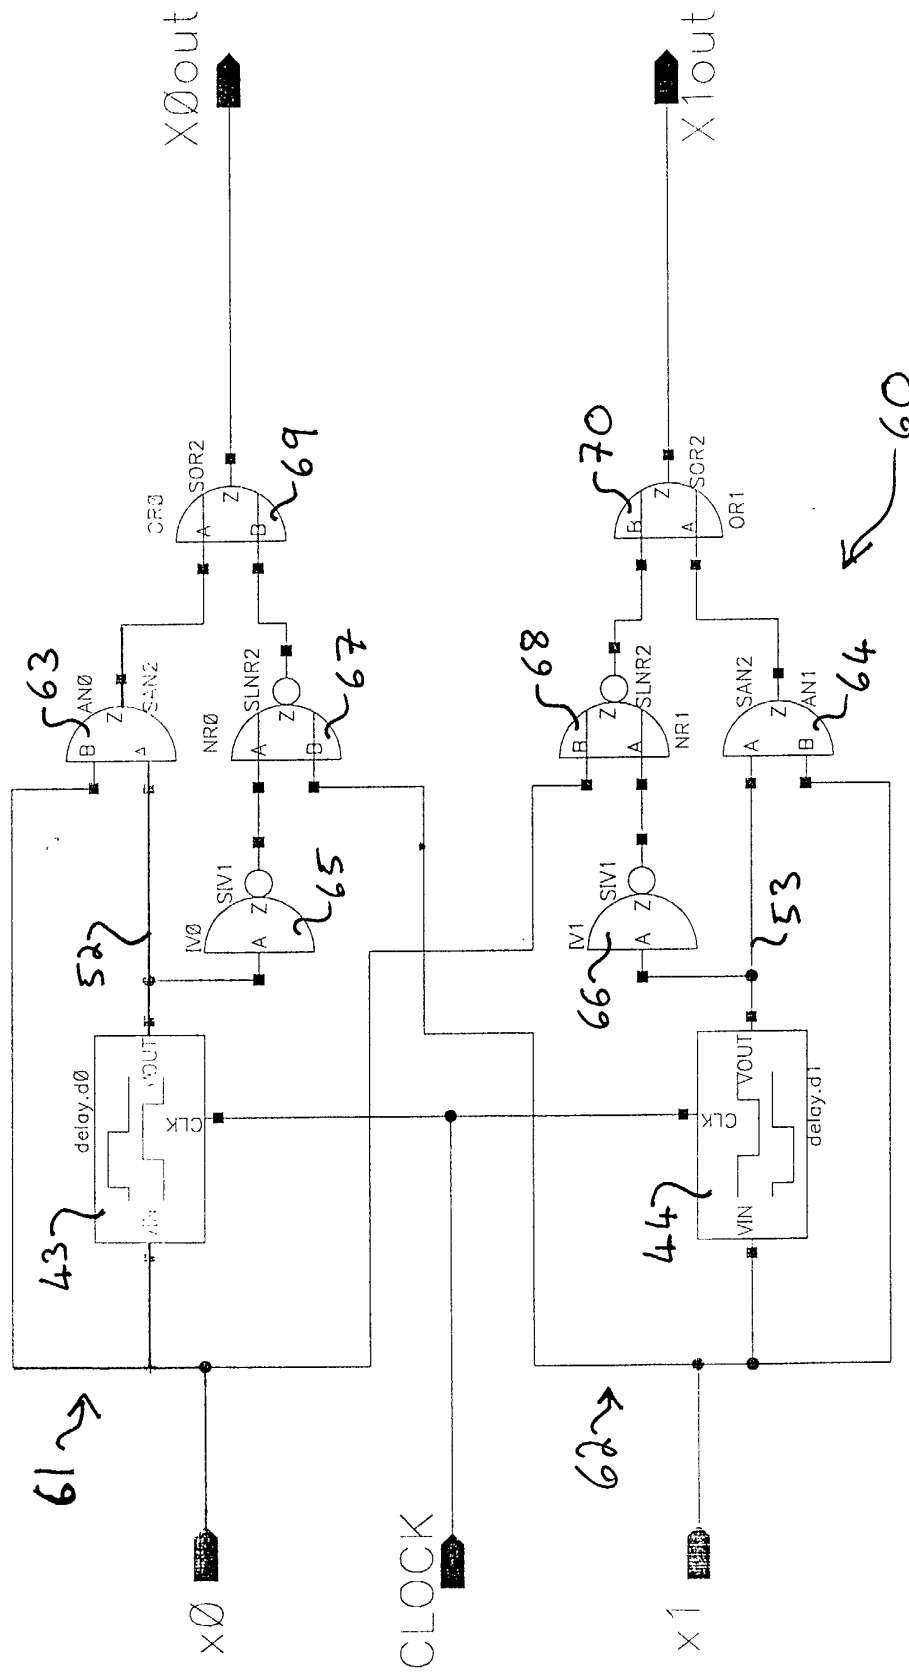 x0
CLOCK
x1
61
62
43
delay.d0
VIN
VOUT
CLK
44
delay.d1
VIN
VOUT
CLK
52
53
IV0
SIV1
A
Z
65
IV1
SIV1
A
Z
66
63
AN0
SAN2
B
A
Z
NR0
SLNR2
A
B
Z
67
68
SLNR2
NR1
B
A
Z
SAN2
AN1
A
B
Z
64
OR0
SOR2
A
B
Z
69
70
SOR2
OR1
B
A
Z
60
X0out
X1out